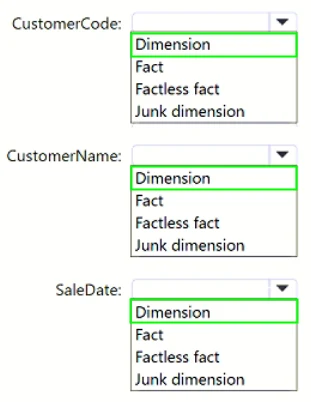 CustomerCode:
Dimension
Fact
Factless fact
Junk dimension
CustomerName:
Dimension
Fact
Factless fact
Junk dimension
SaleDate:
Dimension
Fact
Factless fact
Junk dimension